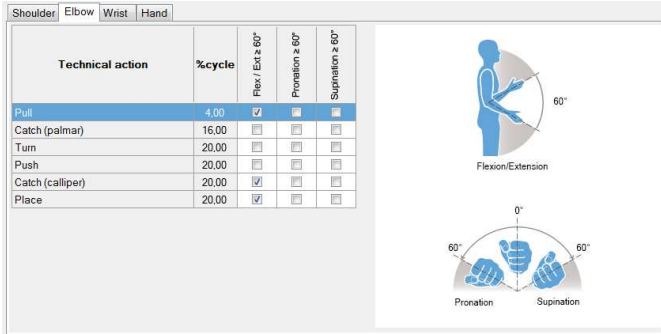 Shoulder Elbow Wrist Hand
Technical action %cycle Flex / Ext ≥ 60° Pronation ≥ 60° Supination ≥ 60°
Pull 4,00
Catch (palmar) 16,00
Turn 20,00
Push 20,00
Catch (calliper) 20,00
Place 20,00
60°
Flexion/Extension
0°
60° 60°
Pronation Supination